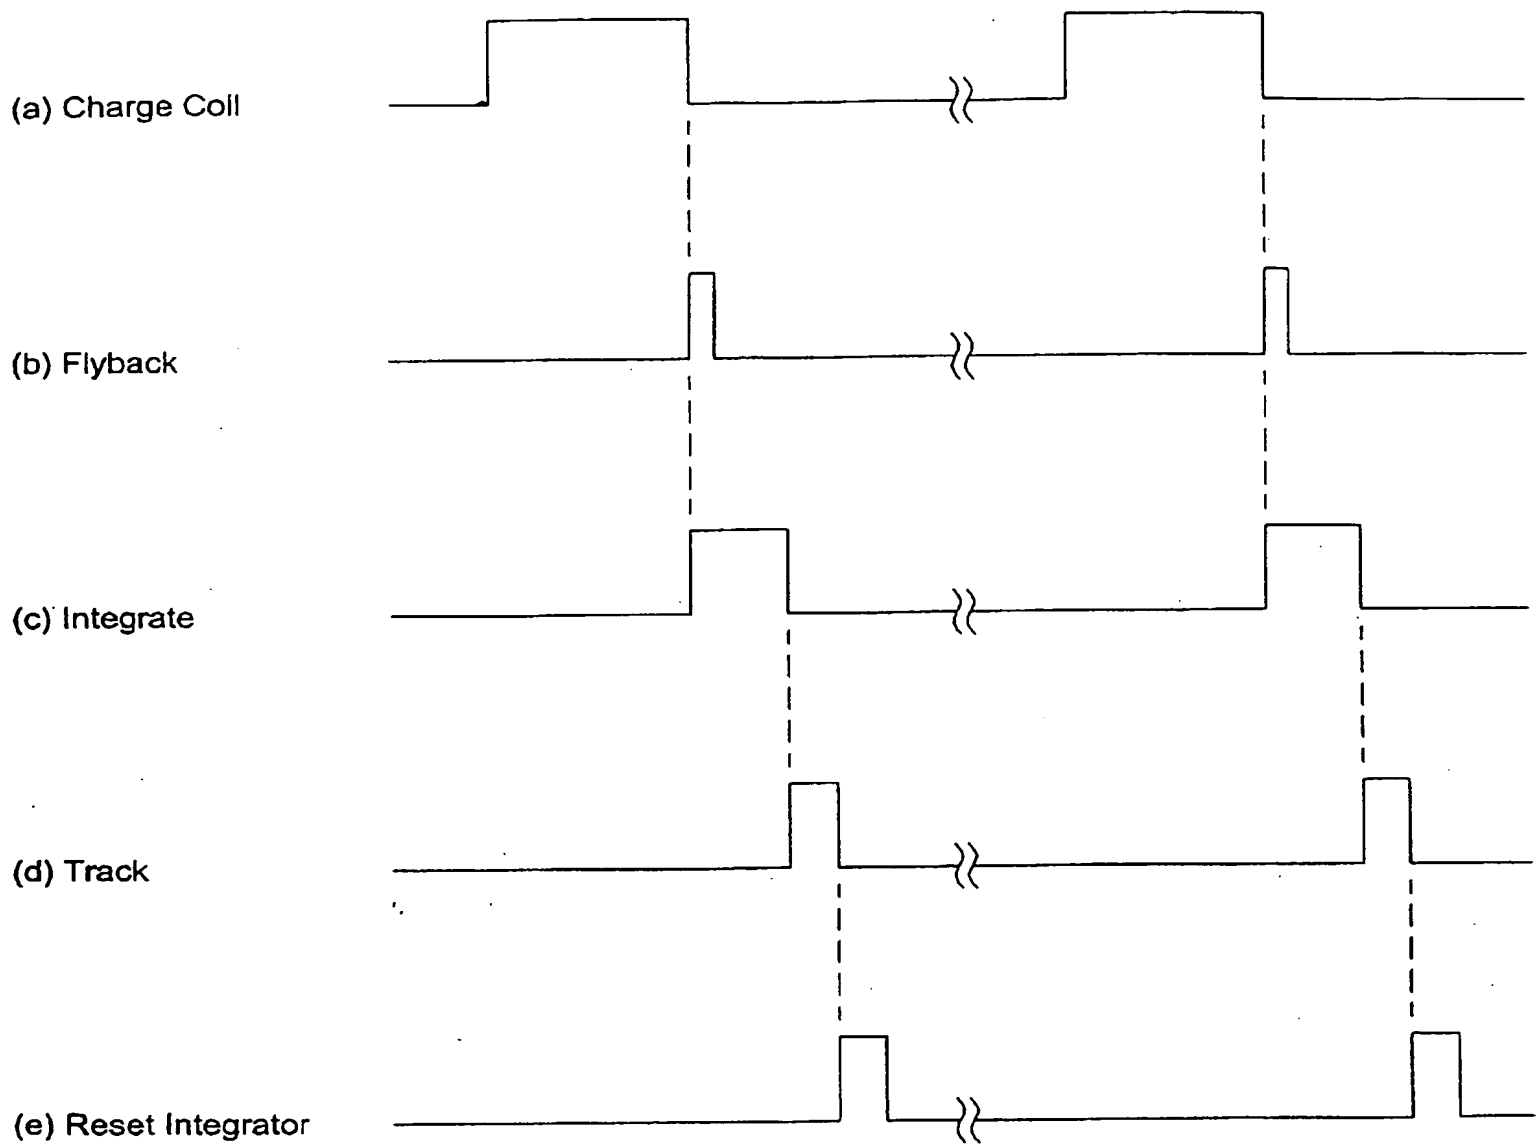 (a) Charge Coil
(b) Flyback
(c) Integrate
(d) Track
(e) Reset Integrator